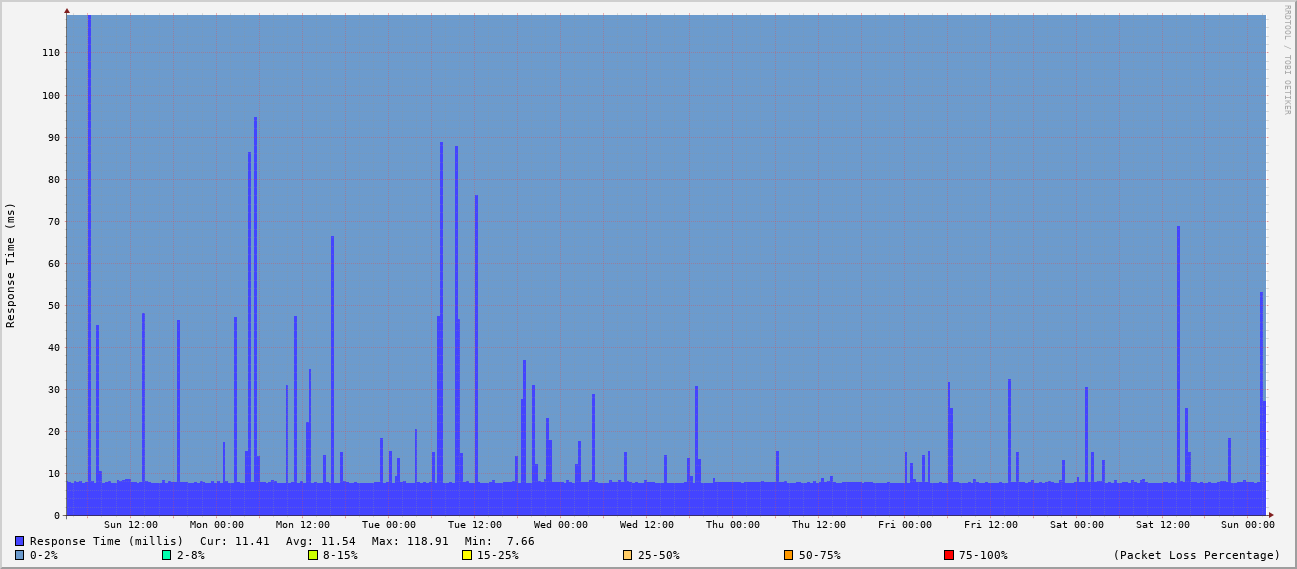 RRDTOOL / TOBI OETIKER
Response Time (ms)
110
100
90
80
70
60
50
40
30
20
10
0
Sun 12:00 Mon 00:00 Mon 12:00 Tue 00:00 Tue 12:00 Wed 00:00 Wed 12:00 Thu 00:00 Thu 12:00 Fri 00:00 Fri 12:00 Sat 00:00 Sat 12:00 Sun 00:00
Response Time (millis) Cur: 11.41 Avg: 11.54 Max: 118.91 Min: 7.66
0-2% 2-8% 8-15% 15-25% 25-50% 50-75% 75-100% (Packet Loss Percentage)